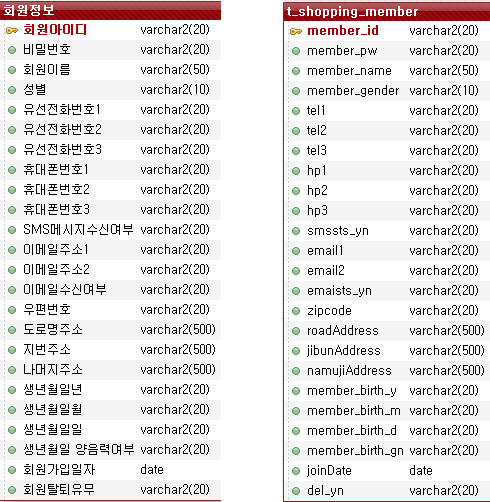 회원정보
회원아이디 varchar2(20)
비밀번호 varchar2(20)
회원이름 varchar2(50)
성별 varchar2(10)
유선전화번호1 varchar2(20)
유선전화번호2 varchar2(20)
유선전화번호3 varchar2(20)
휴대폰번호1 varchar2(20)
휴대폰번호2 varchar2(20)
휴대폰번호3 varchar2(20)
SMS메시지수신여부 varchar2(20)
이메일주소1 varchar2(20)
이메일주소2 varchar2(20)
이메일수신여부 varchar2(20)
우편번호 varchar2(20)
도로명주소 varchar2(500)
지번주소 varchar2(500)
나머지주소 varchar2(500)
생년월일년 varchar2(20)
생년월일월 varchar2(20)
생년월일일 varchar2(20)
생년월일 양음력여부 varchar2(20)
회원가입일자 date
회원탈퇴유무 varchar2(20)
t_shopping_member
member_id varchar2(20)
member_pw varchar2(20)
member_name varchar2(50)
member_gender varchar2(10)
tel1 varchar2(20)
tel2 varchar2(20)
tel3 varchar2(20)
hp1 varchar2(20)
hp2 varchar2(20)
hp3 varchar2(20)
smssts_yn varchar2(20)
email1 varchar2(20)
email2 varchar2(20)
emaists_yn varchar2(20)
zipcode varchar2(20)
roadAddress varchar2(500)
jibunAddress varchar2(500)
namujiAddress varchar2(500)
member_birth_y varchar2(20)
member_birth_m varchar2(20)
member_birth_d varchar2(20)
member_birth_gn varchar2(20)
joinDate date
del_yn varchar2(20)